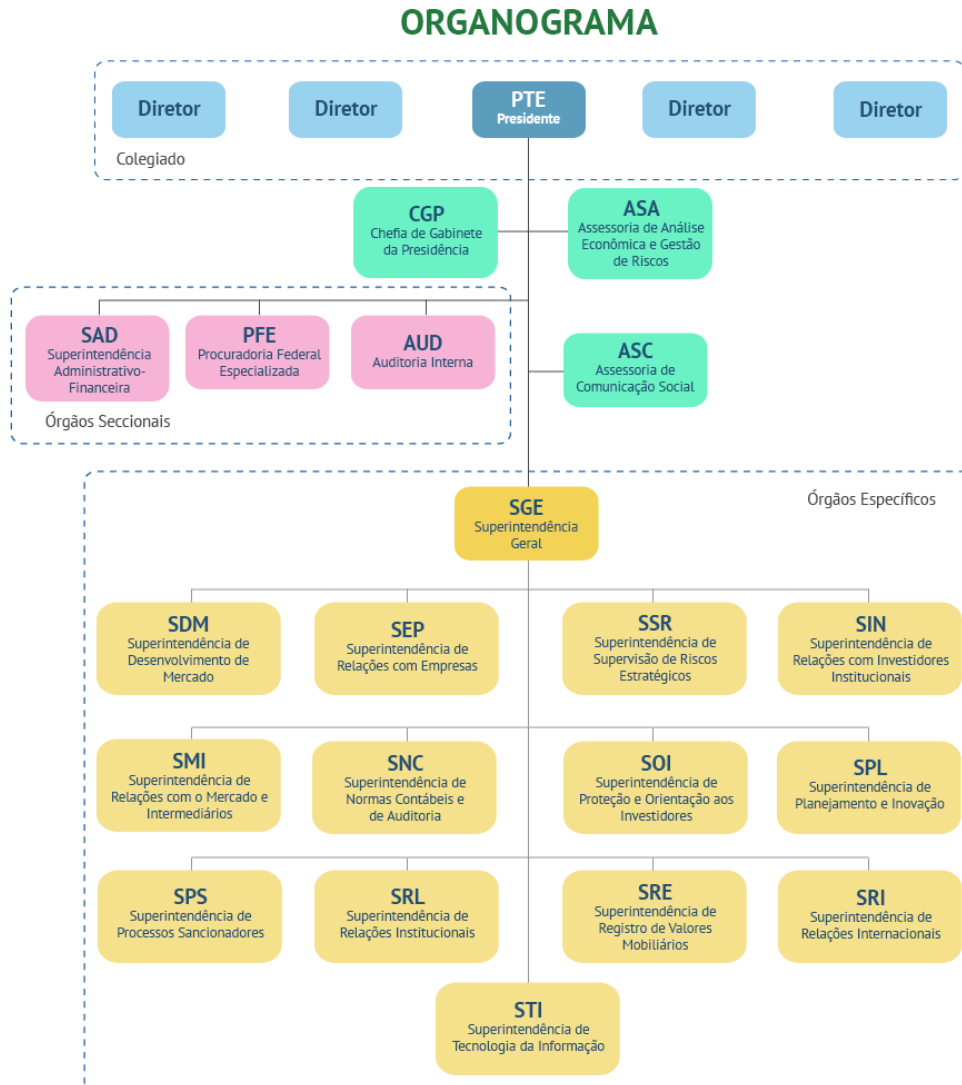 ORGANOGRAMA
Diretor
Diretor
PTE
Presidente
Diretor
Diretor
Colegiado
CGP
Chefia de Gabinete
da Presidência
ASA
Assessoria de Análise
Econômica e Gestão
de Riscos
SAD
Superintendência
Administrativo-
Financeira
PFE
Procuradoria Federal
Especializada
AUD
Auditoria Interna
ASC
Assessoria de
Comunicação Social
Órgãos Seccionais
Órgãos Específicos
SGE
Superintendência
Geral
SDM
Superintendência de
Desenvolvimento de
Mercado
SEP
Superintendência de
Relações com Empresas
SSR
Superintendência de
Supervisão de Riscos
Estratégicos
SIN
Superintendência de
Relações com Investidores
Institucionais
SMI
Superintendência de
Relações com o Mercado e
Intermediários
SNC
Superintendência de
Normas Contábeis e
de Auditoria
SOI
Superintendência de
Proteção e Orientação aos
Investidores
SPL
Superintendência de
Planejamento e Inovação
SPS
Superintendência de
Processos Sancionadores
SRL
Superintendência de
Relações Institucionais
SRE
Superintendência de
Registro de Valores
Mobiliários
SRI
Superintendência de
Relações Internacionais
STI
Superintendência de
Tecnologia da Informação